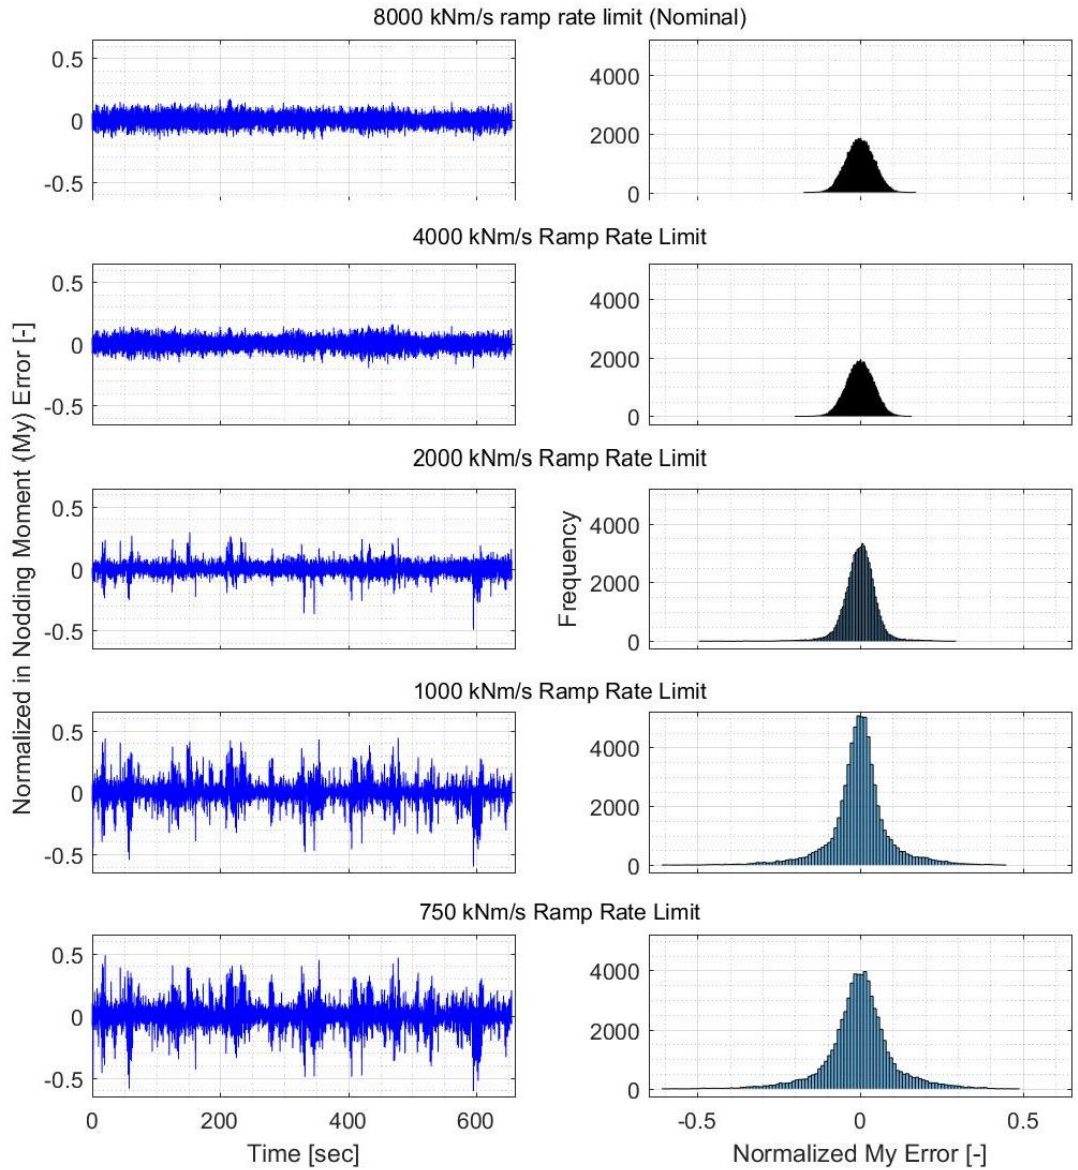 8000 kNm/s ramp rate limit (Nominal)
0.5
0
-0.5
4000
2000
0
4000 kNm/s Ramp Rate Limit
0.5
0
-0.5
4000
2000
0
2000 kNm/s Ramp Rate Limit
0.5
0
-0.5
4000
2000
0
1000 kNm/s Ramp Rate Limit
0.5
0
-0.5
4000
2000
0
750 kNm/s Ramp Rate Limit
0.5
0
-0.5
4000
2000
0
Normalized in Nodding Moment (My) Error [-]
Frequency
0 200 400 600
-0.5 0 0.5
Time [sec]
Normalized My Error [-]